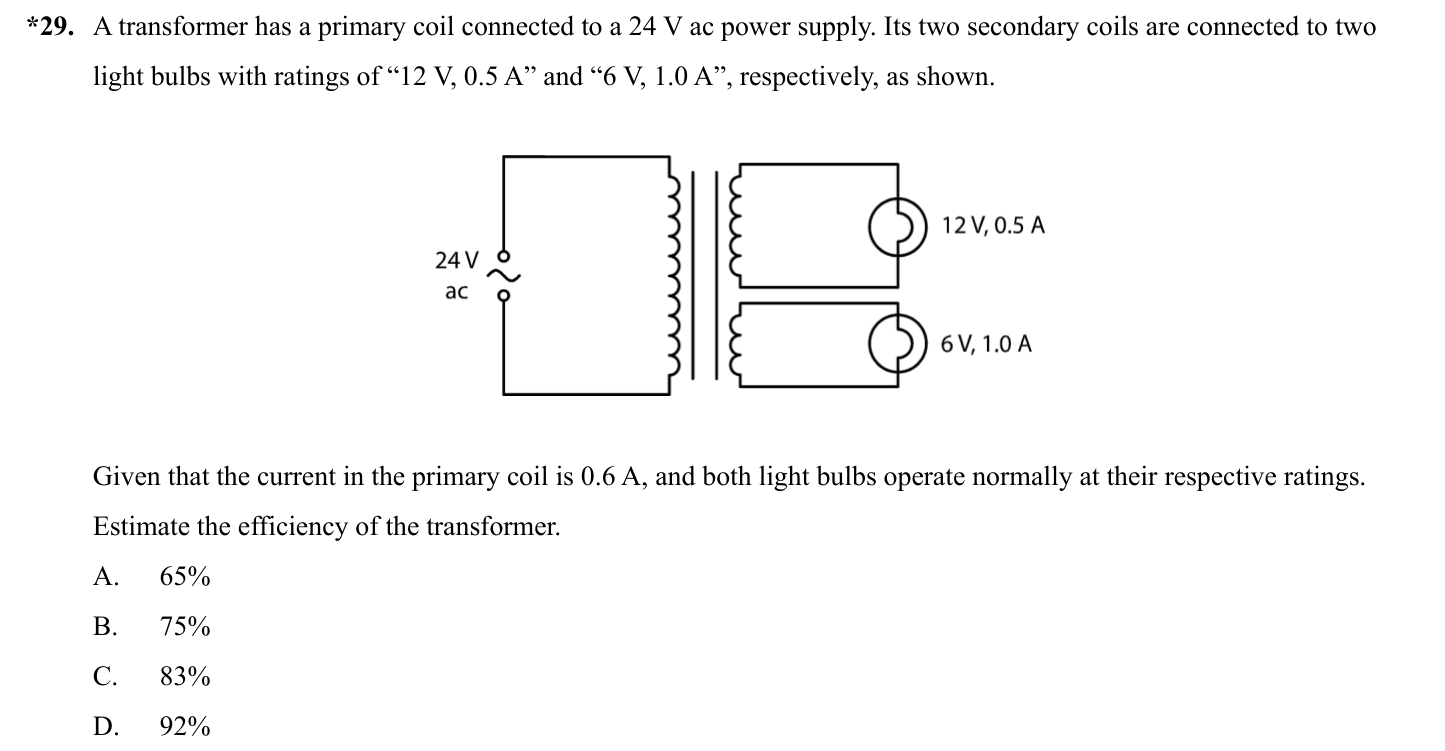 *29. A transformer has a primary coil connected to a 24 V ac power supply. Its two secondary coils are connected to two
light bulbs with ratings of “12 V, 0.5 A” and “6 V, 1.0 A”, respectively, as shown.
12 V, 0.5 A
24 V
ac
6 V, 1.0 A
Given that the current in the primary coil is 0.6 A, and both light bulbs operate normally at their respective ratings.
Estimate the efficiency of the transformer.
A. 65%
B. 75%
C. 83%
D. 92%